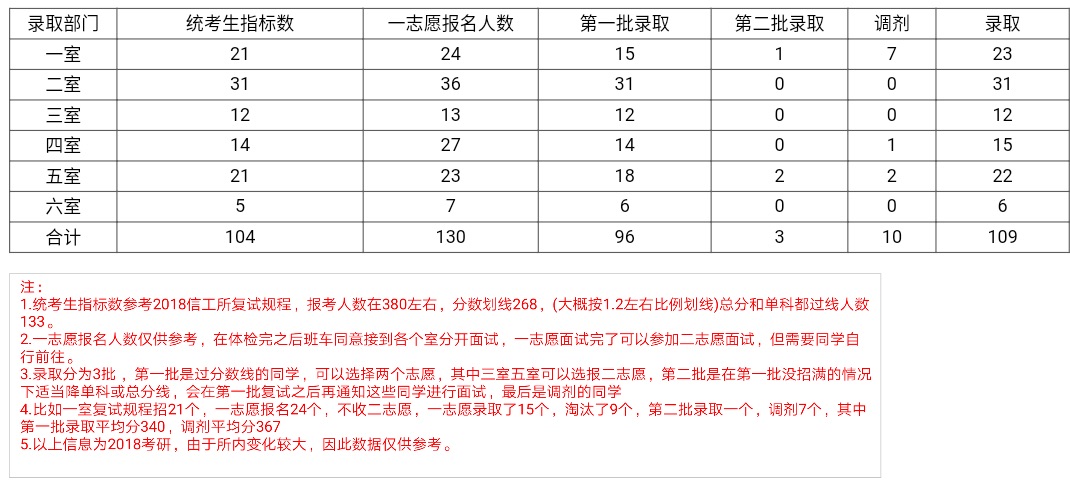 录取部门 统考生指标数 一志愿报名人数 第一批录取 第二批录取 调剂 录取
一室 21 24 15 1 7 23
二室 31 36 31 0 0 31
三室 12 13 12 0 0 12
四室 14 27 14 0 1 15
五室 21 23 18 2 2 22
六室 5 7 6 0 0 6
合计 104 130 96 3 10 109
注：
1.统考生指标数参考2018信工所复试规程，报考人数在380左右，分数划线268，(大概按1.2左右比例划线)总分和单科都过线人数
133。
2.一志愿报名人数仅供参考，在体检完之后班车同意接到各个室分开面试，一志愿面试完了可以参加二志愿面试，但需要同学自
行前往。
3.录取分为3批 ，第一批是过分数线的同学，可以选择两个志愿，其中三室五室可以选报二志愿，第二批是在第一批没招满的情况
下适当降单科或总分线，会在第一批复试之后再通知这些同学进行面试，最后是调剂的同学
4.比如一室复试规程招21个，一志愿报名24个，不收二志愿，一志愿录取了15个，淘汰了9个，第二批录取一个，调剂7个，其中
第一批录取平均分340，调剂平均分367
5.以上信息为2018考研，由于所内变化较大，因此数据仅供参考。